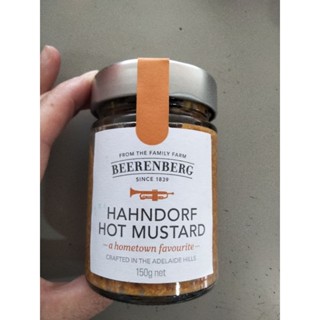 FROM THE FAMILY FARM
BEERENBERG
SINCE 1839
HAHNDORF
HOT MUSTARD
a hometown favourite
CRAFTED IN THE ADELAIDE HILLS
150g net